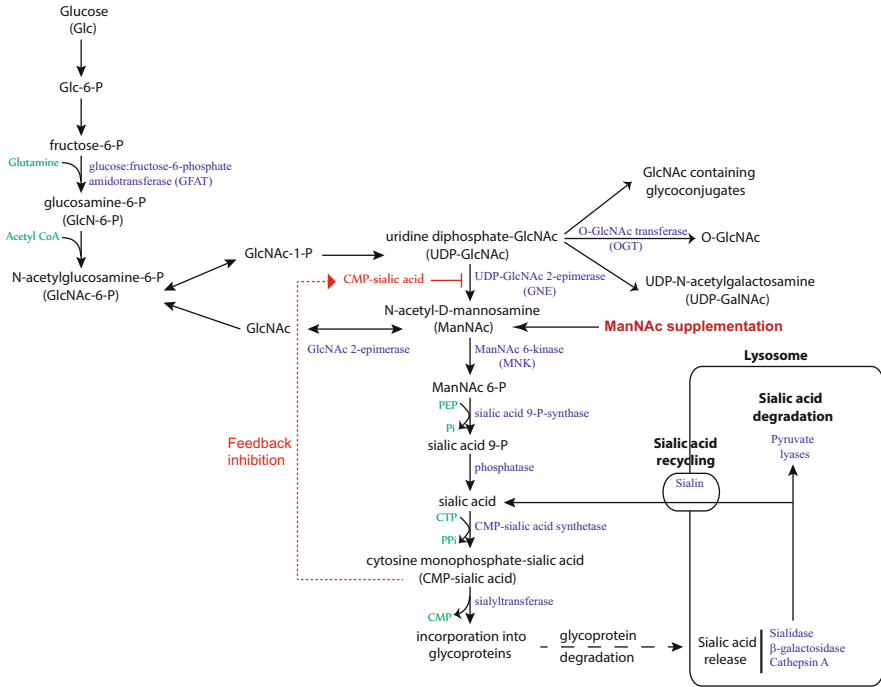 Glucose
(Glc)
Glc-6-P
fructose-6-P
Glutamine
glucose:fructose-6-phosphate
amidotransferase (GFAT)
glucosamine-6-P
(GlcN-6-P)
Acetyl CoA
N-acetylglucosamine-6-P
(GlcNAc-6-P)
GlcNAc-1-P
GlcNAc
GlcNAc 2-epimerase
uridine diphosphate-GlcNAc
(UDP-GlcNAc)
GlcNAc containing
glycoconjugates
O-GlcNAc transferase
(OGT)
O-GlcNAc
UDP-N-acetylgalactosamine
(UDP-GalNAc)
CMP-sialic acid
UDP-GlcNAc 2-epimerase
(GNE)
N-acetyl-D-mannosamine
(ManNAc)
ManNAc supplementation
ManNAc 6-kinase
(MNK)
ManNAc 6-P
PEP
Pi
sialic acid 9-P-synthase
sialic acid 9-P
phosphatase
Feedback
inhibition
sialic acid
CTP
PPi
CMP-sialic acid synthetase
cytosine monophosphate-sialic acid
(CMP-sialic acid)
CMP
sialyltransferase
incorporation into
glycoproteins
glycoprotein
degradation
Lysosome
Sialic acid
degradation
Pyruvate
lyases
Sialic acid
recycling
Sialin
Sialic acid
release
Sialidase
β-galactosidase
Cathepsin A